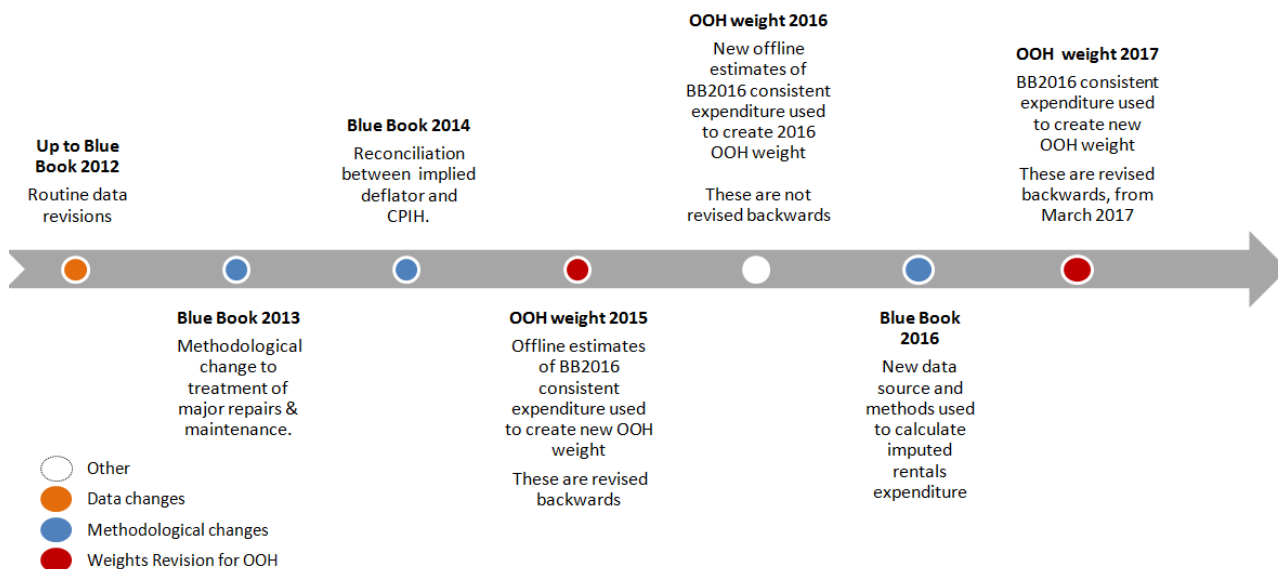 Up to Blue
Book 2012
Routine data
revisions
Blue Book 2013
Methodological
change to
treatment of
major repairs &
maintenance.
Blue Book 2014
Reconciliation
between implied
deflator and
CPIH.
OOH weight 2015
Offline estimates
of BB2016
consistent
expenditure used
to create new OOH
weight
These are revised
backwards
OOH weight 2016
New offline
estimates of
BB2016 consistent
expenditure used
to create 2016
OOH weight
These are not
revised backwards
Blue Book
2016
New data
source and
methods used
to calculate
imputed
rentals
expenditure
OOH weight 2017
BB2016 consistent
expenditure used
to create new
OOH weight
These are revised
backwards, from
March 2017
Other
Data changes
Methodological changes
Weights Revision for OOH